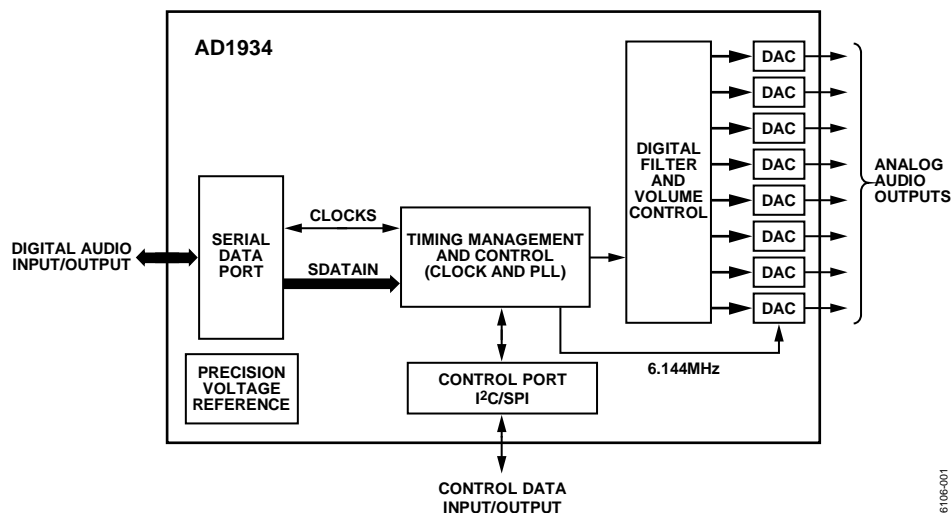 AD1934
DIGITAL AUDIO
INPUT/OUTPUT
SERIAL
DATA
PORT
CLOCKS
SDATAIN
TIMING MANAGEMENT
AND CONTROL
(CLOCK AND PLL)
DIGITAL
FILTER
AND
VOLUME
CONTROL
DAC
DAC
DAC
DAC
DAC
DAC
DAC
DAC
ANALOG
AUDIO
OUTPUTS
6.144MHz
PRECISION
VOLTAGE
REFERENCE
CONTROL PORT
I²C/SPI
CONTROL DATA
INPUT/OUTPUT
6106-001